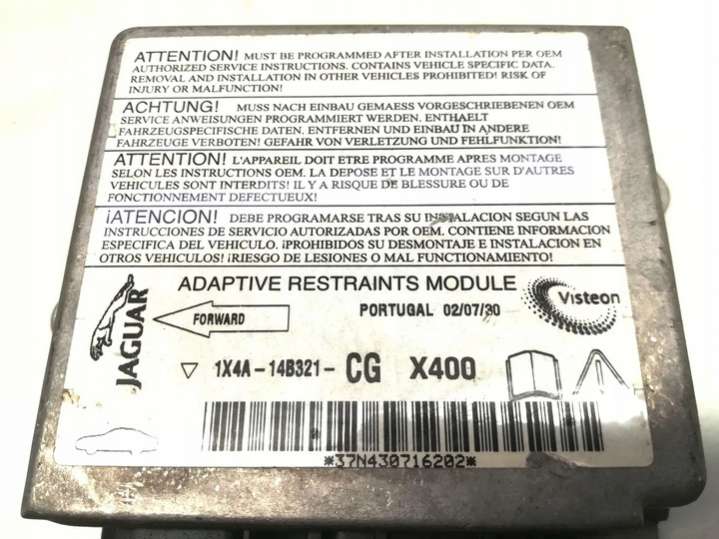 ATTENTION! MUST BE PROGRAMMED AFTER INSTALLATION PER OEM
AUTHORIZED SERVICE INSTRUCTIONS. CONTAINS VEHICLE SPECIFIC DATA.
REMOVAL AND INSTALLATION IN OTHER VEHICLES PROHIBITED! RISK OF
INJURY OR MALFUNCTION!
ACHTUNG! MUSS NACH EINBAU GEMAESS VORGESCHRIEBENEN OEM
SERVICE ANWEISUNGEN PROGRAMMIERT WERDEN. ENTHAELT
FAHRZEUGSPECIFISCHE DATEN. ENTFERNEN UND EINBAU IN ANDERE
FAHRZEUGE VERBOTEN! GEFAHR VON VERLETZUNG UND FEHLFUNKTION!
ATTENTION! L'APPAREIL DOIT ETRE PROGRAMME APRES MONTAGE
SELON LES INSTRUCTIONS OEM. LA DEPOSE ET LE MONTAGE SUR D'AUTRES
VEHICULES SONT INTERDITS! IL Y A RISQUE DE BLESSURE OU DE
FONCTIONNEMENT DEFECTUEUX!
¡ATENCION! DEBE PROGRAMARSE TRAS SU INSTALACION SEGUN LAS
INSTRUCCIONES DE SERVICIO AUTORIZADAS POR OEM. CONTIENE INFORMACION
ESPECIFICA DEL VEHICULO. ¡PROHIBIDOS SU DESMONTAJE E INSTALACION EN
OTROS VEHICULOS! ¡RIESGO DE LESIONES O MAL FUNCTIONAMIENTO!
ADAPTIVE RESTRAINTS MODULE
JAGUAR
FORWARD
PORTUGAL 02/07/30
Visteon
1X4A-14B321-CG X400
*37N430716202*